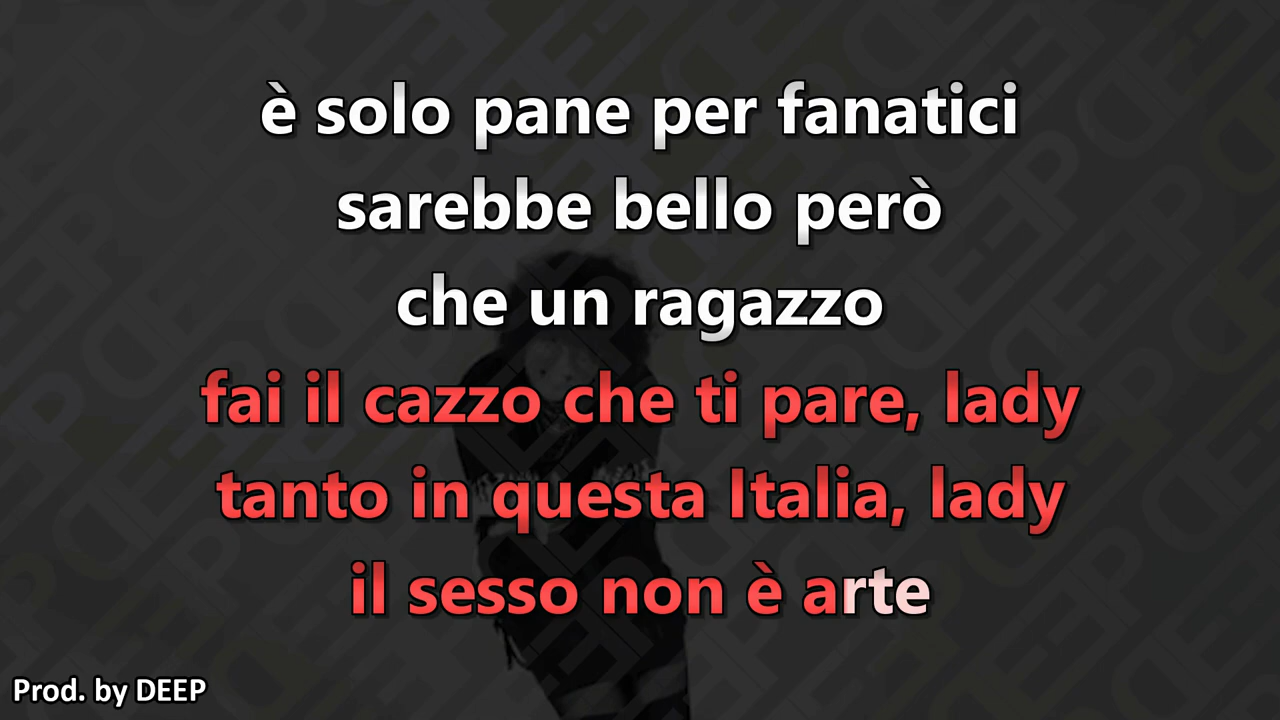 è solo pane per fanatici
sarebbe bello però
che un ragazzo
fai il cazzo che ti pare, lady
tanto in questa Italia, lady
il sesso non è arte
Prod. by DEEP